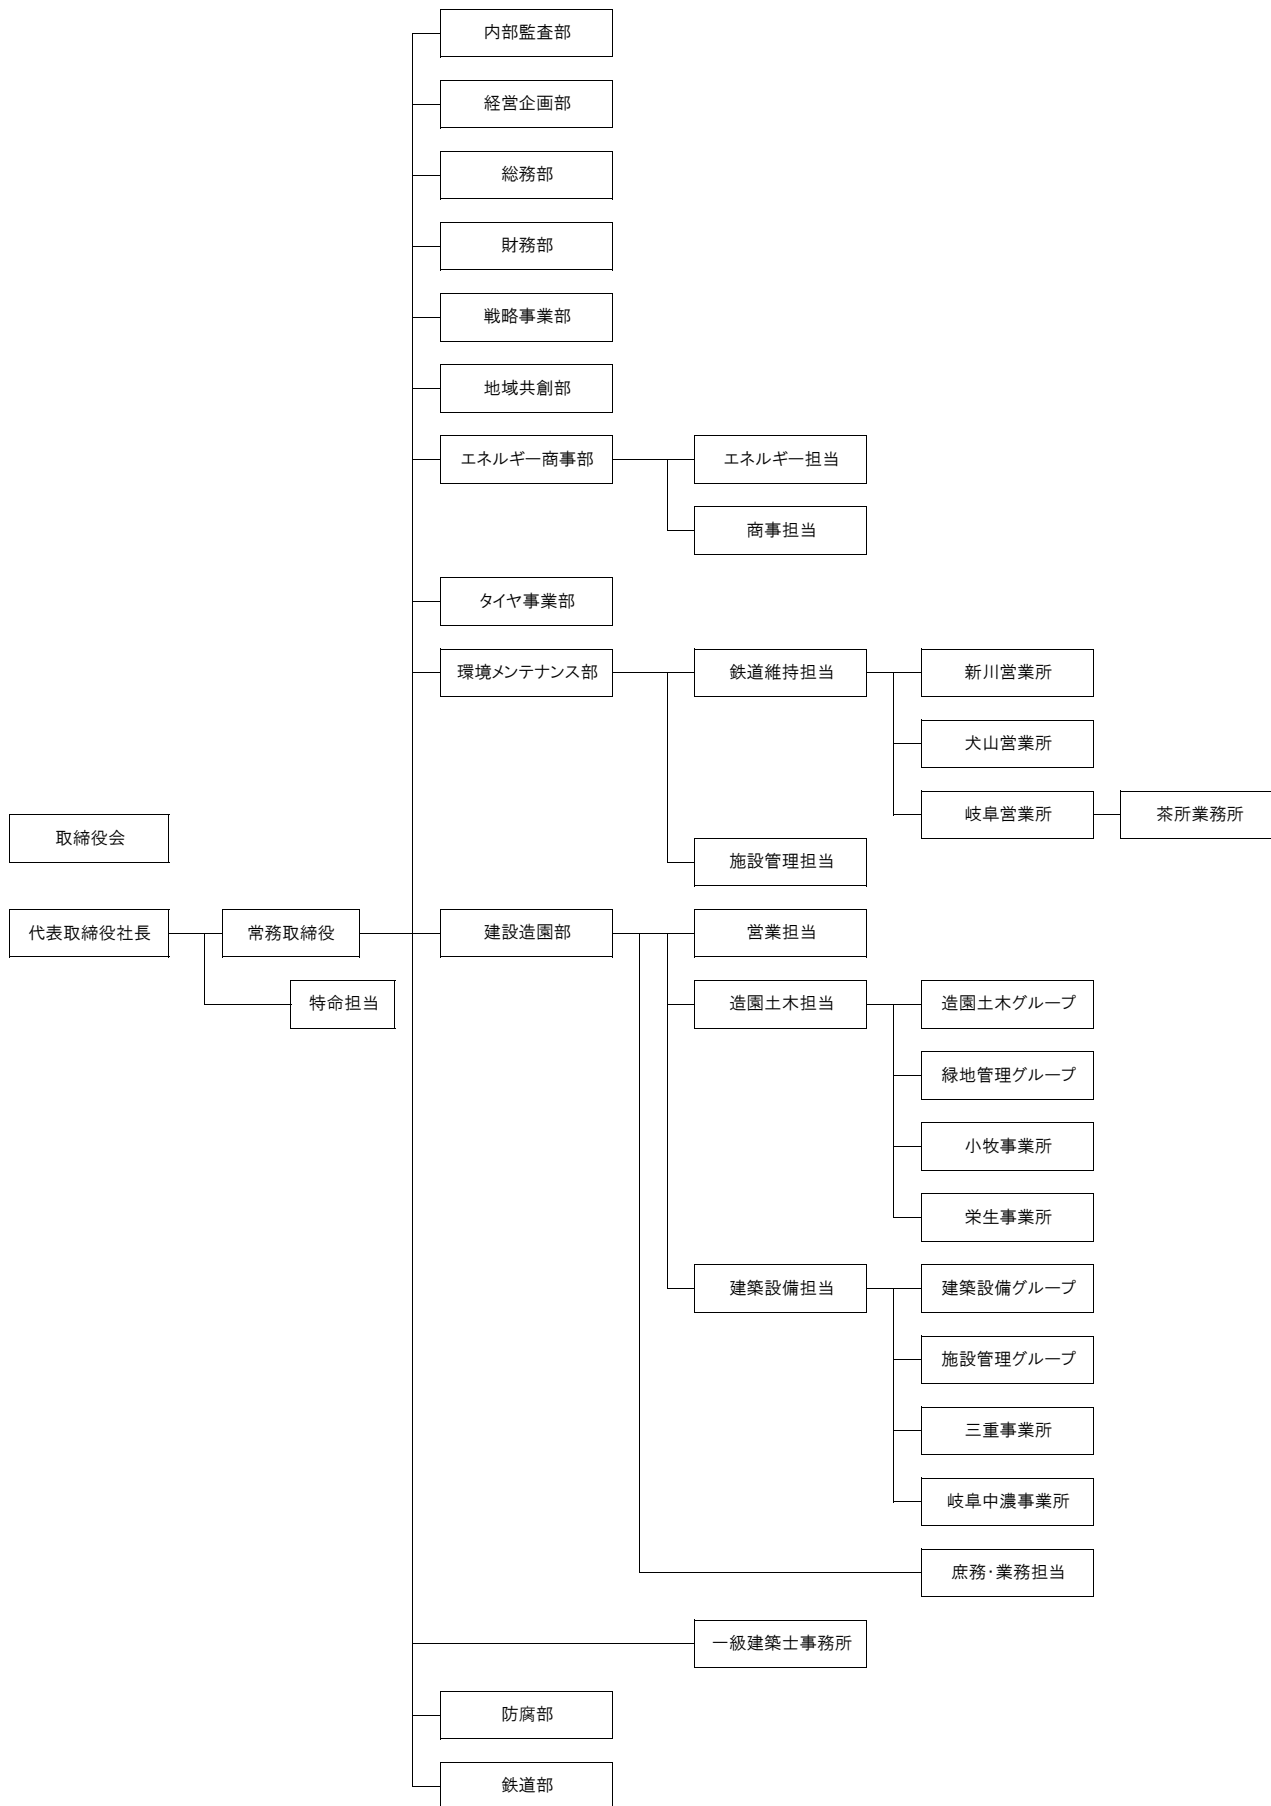 内部監査部
経営企画部
総務部
財務部
戦略事業部
地域共創部
エネルギー商事部
エネルギー担当
商事担当
タイヤ事業部
環境メンテナンス部
鉄道維持担当
新川営業所
犬山営業所
岐阜営業所
茶所業務所
取締役会
施設管理担当
代表取締役社長
常務取締役
建設造園部
営業担当
特命担当
造園土木担当
造園土木グループ
緑地管理グループ
小牧事業所
栄生事業所
建築設備担当
建築設備グループ
施設管理グループ
三重事業所
岐阜中濃事業所
庶務・業務担当
一級建築士事務所
防腐部
鉄道部